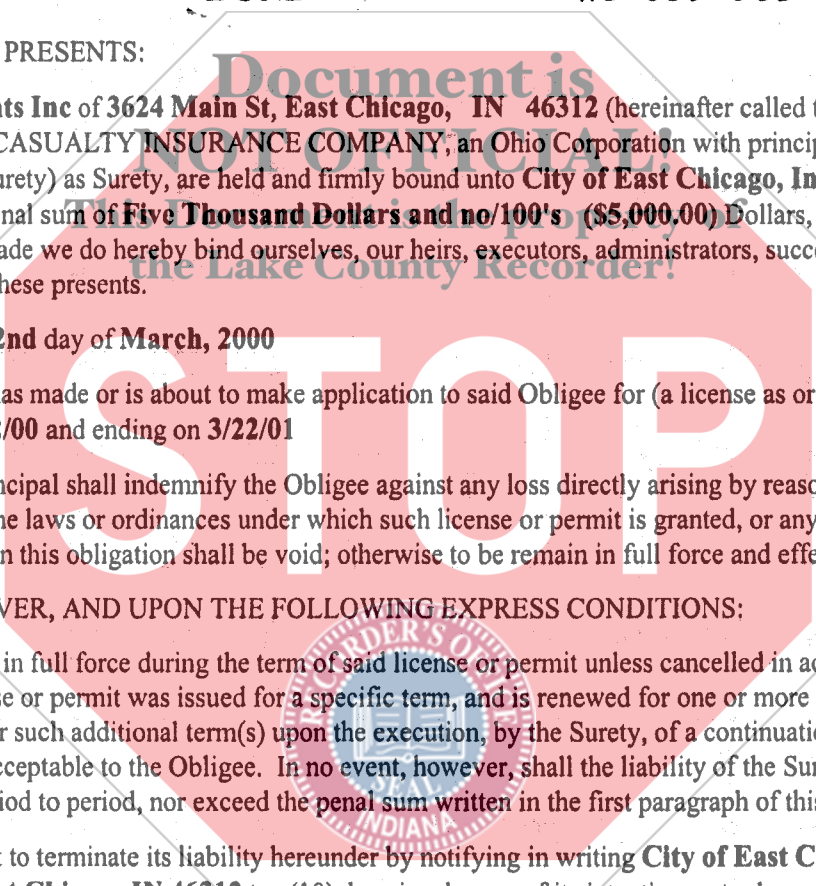 PRESENTS:
Document is
nts Inc of 3624 Main St, East Chicago, IN 46312 (hereinafter called t
CASUALTY INSURANCE COMPANY, an Ohio Corporation with princip
NOT OFFICIAL!
urety) as Surety, are held and firmly bound unto City of East Chicago, In
nal sum of Five Thousand Dollars and no/100's ($5,000.00) Dollars,
This Document is the property of
ade we do hereby bind ourselves, our heirs, executors, administrators, succe
the Lake County Recorder!
hese presents.
2nd day of March, 2000
as made or is about to make application to said Obligee for (a license as or
/00 and ending on 3/22/01
STOP
ncipal shall indemnify the Obligee against any loss directly arising by reaso
he laws or ordinances under which such license or permit is granted, or any
n this obligation shall be void; otherwise to be remain in full force and effe
VER, AND UPON THE FOLLOWING EXPRESS CONDITIONS:
in full force during the term of said license or permit unless cancelled in ac
se or permit was issued for a specific term, and is renewed for one or more
r such additional term(s) upon the execution, by the Surety, of a continuati
cceptable to the Obligee. In no event, however, shall the liability of the Sur
iod to period, nor exceed the penal sum written in the first paragraph of this
RECORDER'S OFFICE
SEAL
INDIANA
t to terminate its liability hereunder by notifying in writing City of East C